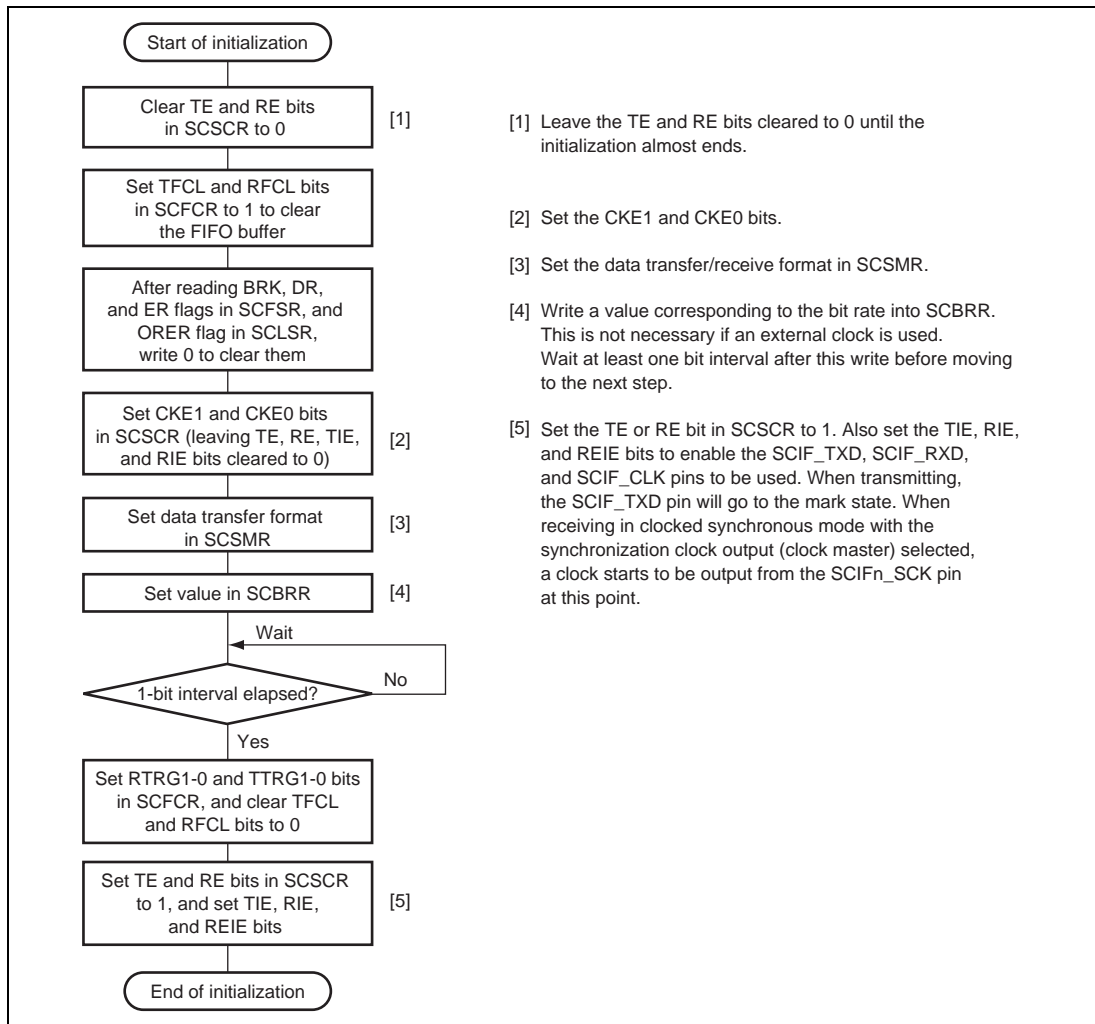 Start of initialization
Clear TE and RE bits
in SCSCR to 0
[1]
Set TFCL and RFCL bits
in SCFCR to 1 to clear
the FIFO buffer
After reading BRK, DR,
and ER flags in SCFSR, and
ORER flag in SCLSR,
write 0 to clear them
Set CKE1 and CKE0 bits
in SCSCR (leaving TE, RE, TIE,
and RIE bits cleared to 0)
[2]
Set data transfer format
in SCSMR
[3]
Set value in SCBRR
[4]
Wait
1-bit interval elapsed?
No
Yes
Set RTRG1-0 and TTRG1-0 bits
in SCFCR, and clear TFCL
and RFCL bits to 0
Set TE and RE bits in SCSCR
to 1, and set TIE, RIE,
and REIE bits
[5]
End of initialization
[1] Leave the TE and RE bits cleared to 0 until the
initialization almost ends.
[2] Set the CKE1 and CKE0 bits.
[3] Set the data transfer/receive format in SCSMR.
[4] Write a value corresponding to the bit rate into SCBRR.
This is not necessary if an external clock is used.
Wait at least one bit interval after this write before moving
to the next step.
[5] Set the TE or RE bit in SCSCR to 1. Also set the TIE, RIE,
and REIE bits to enable the SCIF_TXD, SCIF_RXD,
and SCIF_CLK pins to be used. When transmitting,
the SCIF_TXD pin will go to the mark state. When
receiving in clocked synchronous mode with the
synchronization clock output (clock master) selected,
a clock starts to be output from the SCIFn_SCK pin
at this point.